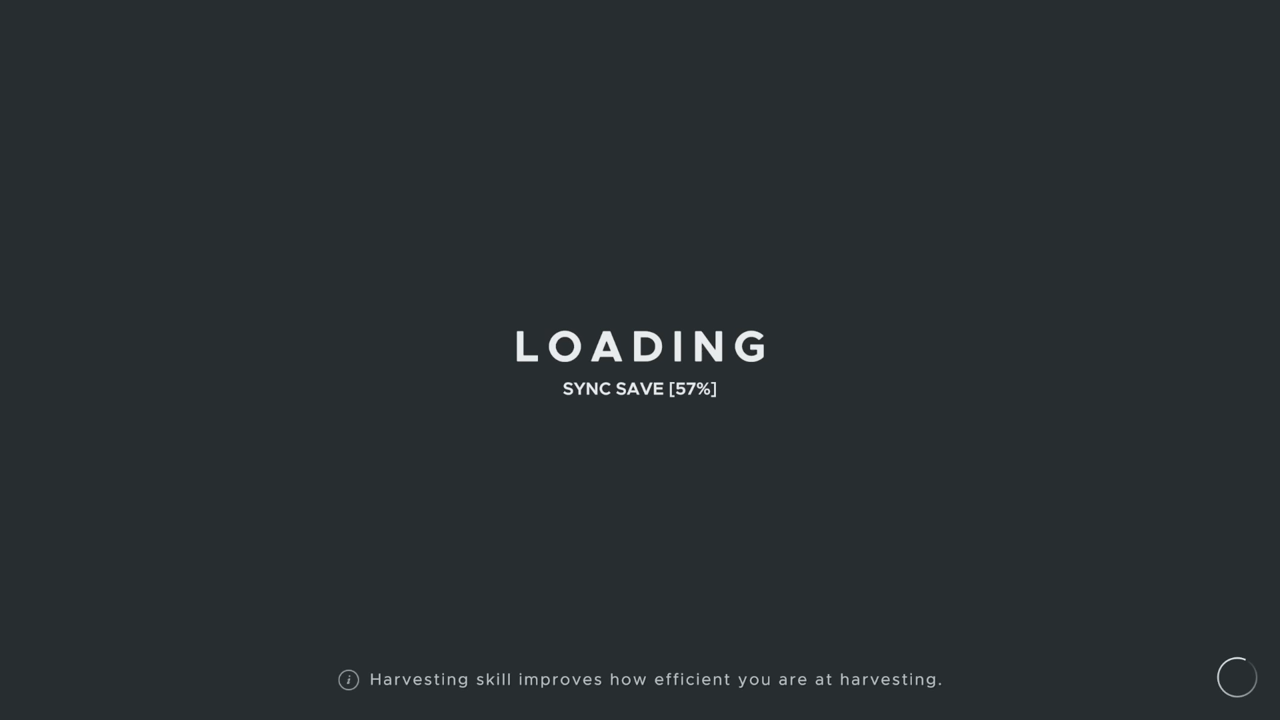 LOADING
SYNC SAVE [57%]
Harvesting skill improves how efficient you are at harvesting.